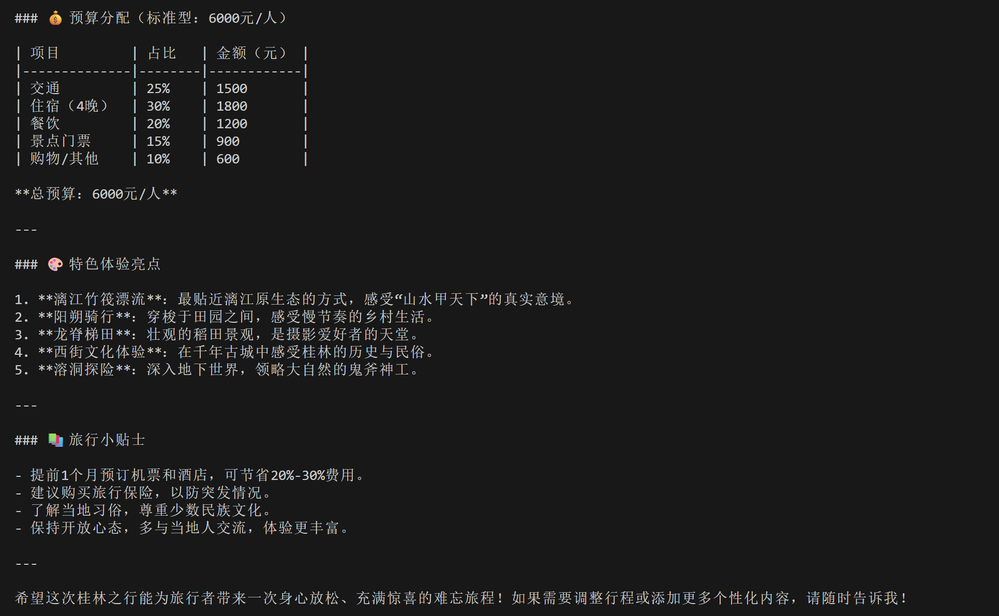 ### 💰 预算分配（标准型：6000元/人）
| 项目 | 占比 | 金额（元） |
|--------------|--------|------------|
| 交通 | 25% | 1500 |
| 住宿（4晚） | 30% | 1800 |
| 餐饮 | 20% | 1200 |
| 景点门票 | 15% | 900 |
| 购物/其他 | 10% | 600 |
**总预算：6000元/人**
---
### 🎨 特色体验亮点
1. **漓江竹筏漂流**：最贴近漓江原生态的方式，感受“山水甲天下”的真实意境。
2. **阳朔骑行**：穿梭于田园之间，感受慢节奏的乡村生活。
3. **龙脊梯田**：壮观的稻田景观，是摄影爱好者的天堂。
4. **西街文化体验**：在千年古城中感受桂林的历史与民俗。
5. **溶洞探险**：深入地下世界，领略大自然的鬼斧神工。
---
### 📚 旅行小贴士
- 提前1个月预订机票和酒店，可节省20%-30%费用。
- 建议购买旅行保险，以防突发情况。
- 了解当地习俗，尊重少数民族文化。
- 保持开放心态，多与当地人交流，体验更丰富。
---
希望这次桂林之行能为旅行者带来一次身心放松、充满惊喜的难忘旅程！如果需要调整行程或添加更多个性化内容，请随时告诉我！